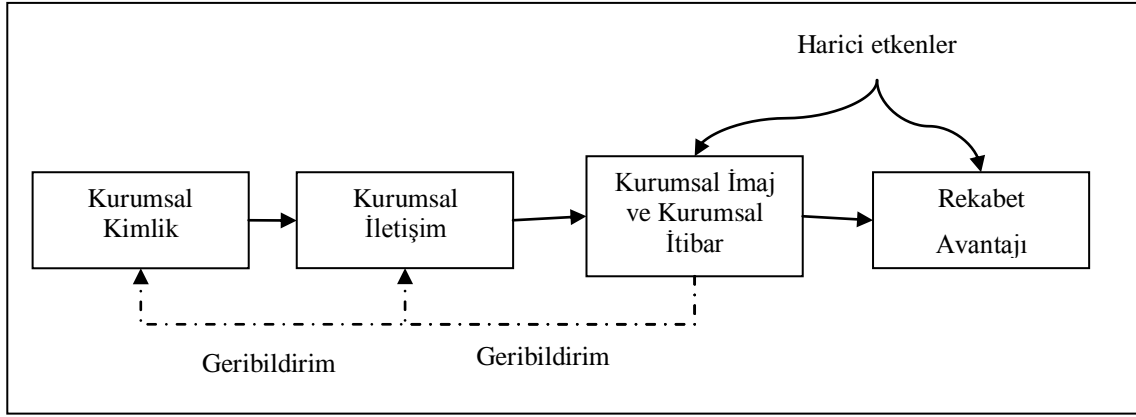 Harici etkenler
Kurumsal
Kimlik
Kurumsal
İletişim
Kurumsal İmaj
ve Kurumsal
İtibar
Rekabet
Avantajı
Geribildirim
Geribildirim